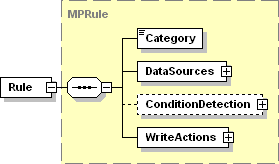 MPRule
Category
Rule
DataSources
ConditionDetection
WriteActions